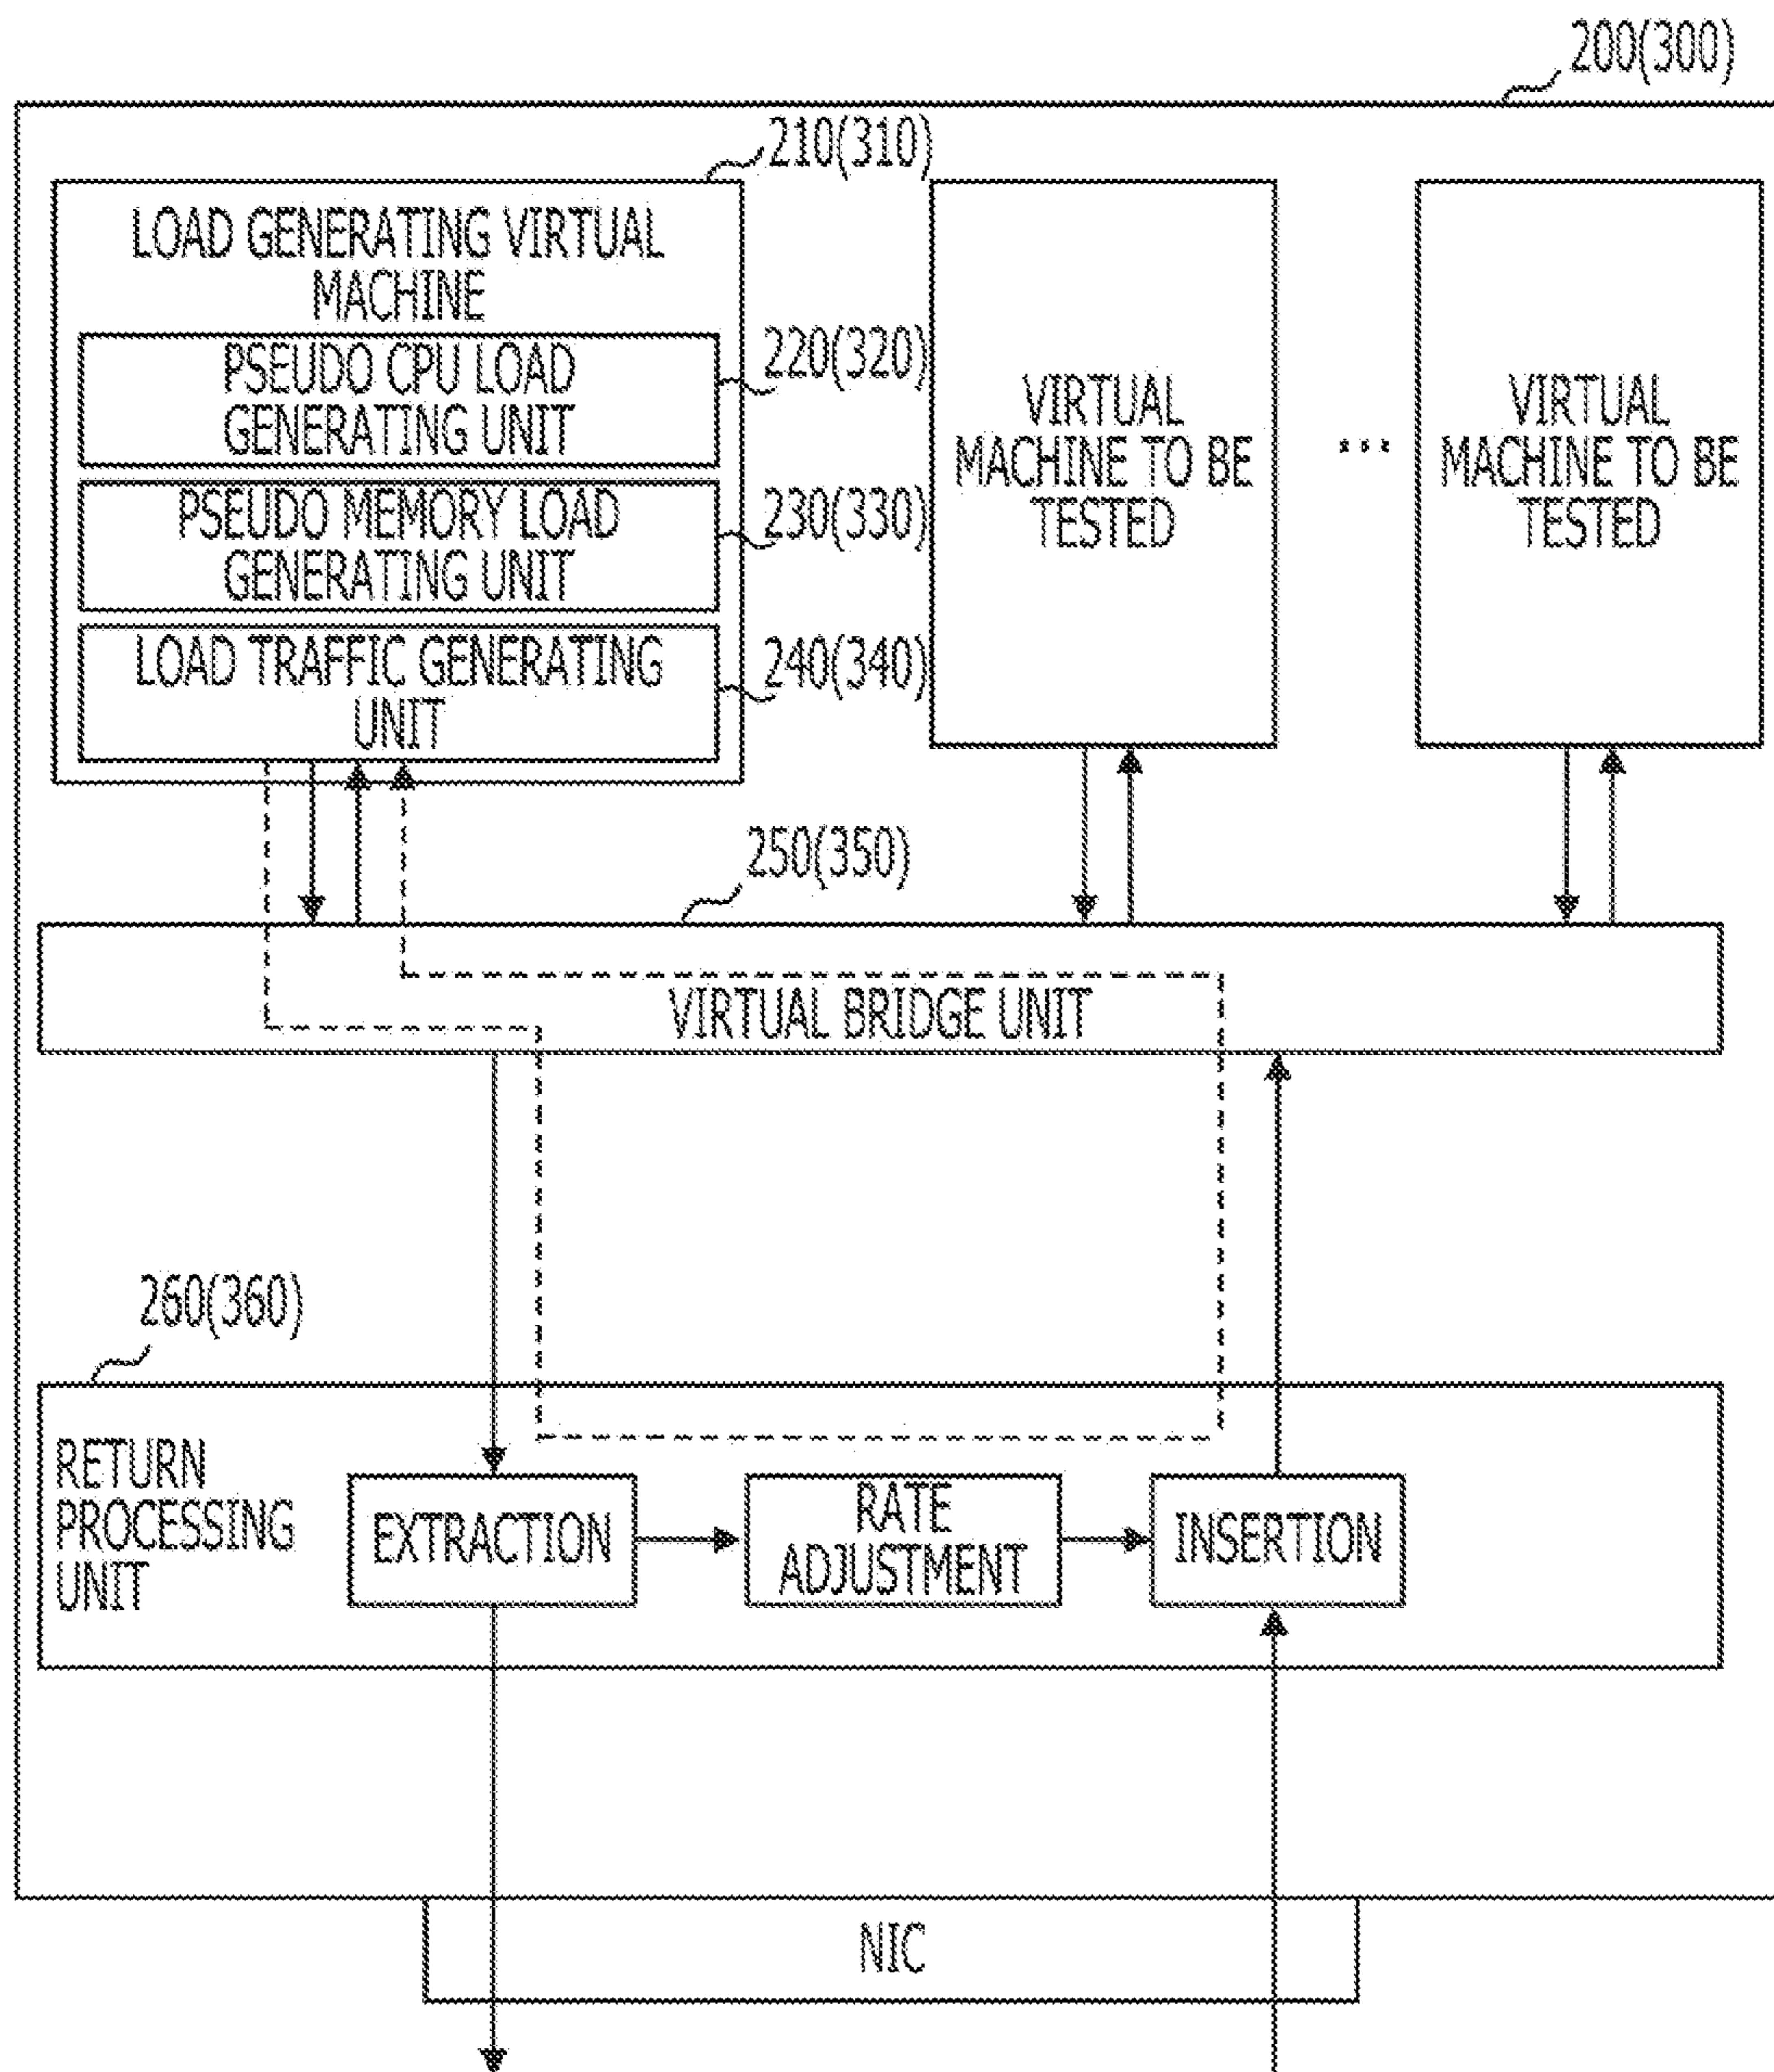 200(300)
210(310)
LOAD GENERATING VIRTUAL
MACHINE
PSEUDO CPU LOAD
GENERATING UNIT
220(320)
PSEUDO MEMORY LOAD
GENERATING UNIT
230(330)
LOAD TRAFFIC GENERATING
UNIT
240(340)
VIRTUAL
MACHINE TO BE
TESTED
...
VIRTUAL
MACHINE TO BE
TESTED
250(350)
VIRTUAL BRIDGE UNIT
260(360)
RETURN
PROCESSING
UNIT
EXTRACTION
RATE
ADJUSTMENT
INSERTION
NIC